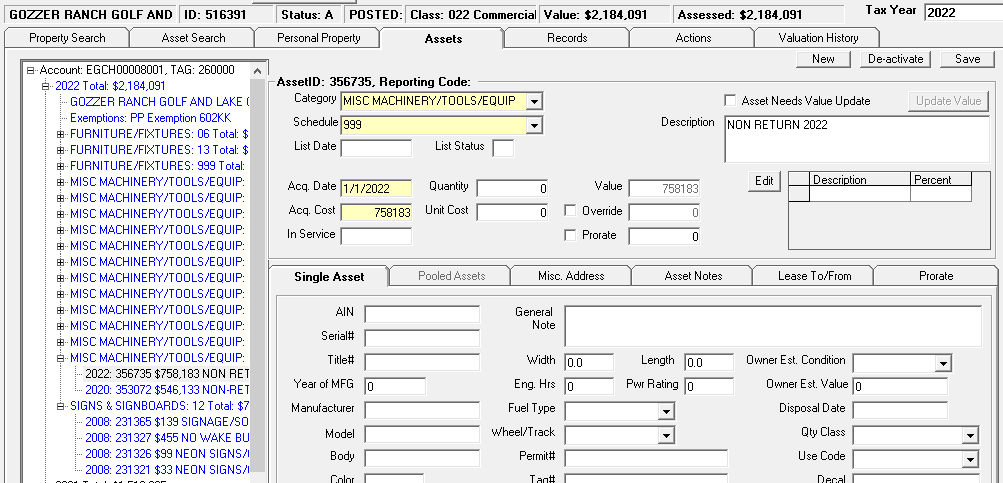 GOZZER RANCH GOLF AND ID: 516391 Status: A POSTED: Class: 022 Commercial Value: $2,184,091 Assessed: $2,184,091 Tax Year 2022
Property Search Asset Search Personal Property Assets Records Actions Valuation History
New De-activate Save
Account: EGCH00008001, TAG: 260000
2022 Total: $2,184,091
GOZZER RANCH GOLF AND LAKE
Exemptions: PP Exemption 602KK
FURNITURE/FIXTURES: 06 Total: $
FURNITURE/FIXTURES: 13 Total: $
FURNITURE/FIXTURES: 999 Total:
MISC MACHINERY/TOOLS/EQUIP:
MISC MACHINERY/TOOLS/EQUIP:
MISC MACHINERY/TOOLS/EQUIP:
MISC MACHINERY/TOOLS/EQUIP:
MISC MACHINERY/TOOLS/EQUIP:
MISC MACHINERY/TOOLS/EQUIP:
MISC MACHINERY/TOOLS/EQUIP:
MISC MACHINERY/TOOLS/EQUIP:
MISC MACHINERY/TOOLS/EQUIP:
MISC MACHINERY/TOOLS/EQUIP:
MISC MACHINERY/TOOLS/EQUIP:
MISC MACHINERY/TOOLS/EQUIP:
2022: 356735 $758,183 NON RET
2020: 353072 $546,133 NON-RET
SIGNS & SIGNBOARDS: 12 Total: $7
2008: 231365 $139 SIGNAGE/SO
2008: 231327 $455 NO WAKE BU
2008: 231326 $99 NEON SIGNS/
2008: 231321 $33 NEON SIGNS/
AssetID: 356735, Reporting Code:
Category MISC MACHINERY/TOOLS/EQUIP Asset Needs Value Update Update Value
Schedule 999 Description NON RETURN 2022
List Date List Status
Acq. Date 1/1/2022 Quantity 0 Value 758183 Edit Description Percent
Acq. Cost 758183 Unit Cost 0 Override 0
In Service Prorate 0
Single Asset Pooled Assets Misc. Address Asset Notes Lease To/From Prorate
AIN General Note
Serial#
Title# Width 0.0 Length 0.0 Owner Est. Condition
Year of MFG 0 Eng. Hrs 0 Pwr Rating 0 Owner Est. Value 0
Manufacturer Fuel Type Disposal Date
Model Wheel/Track Qty Class
Body Permit# Use Code
Color Tag# Decal